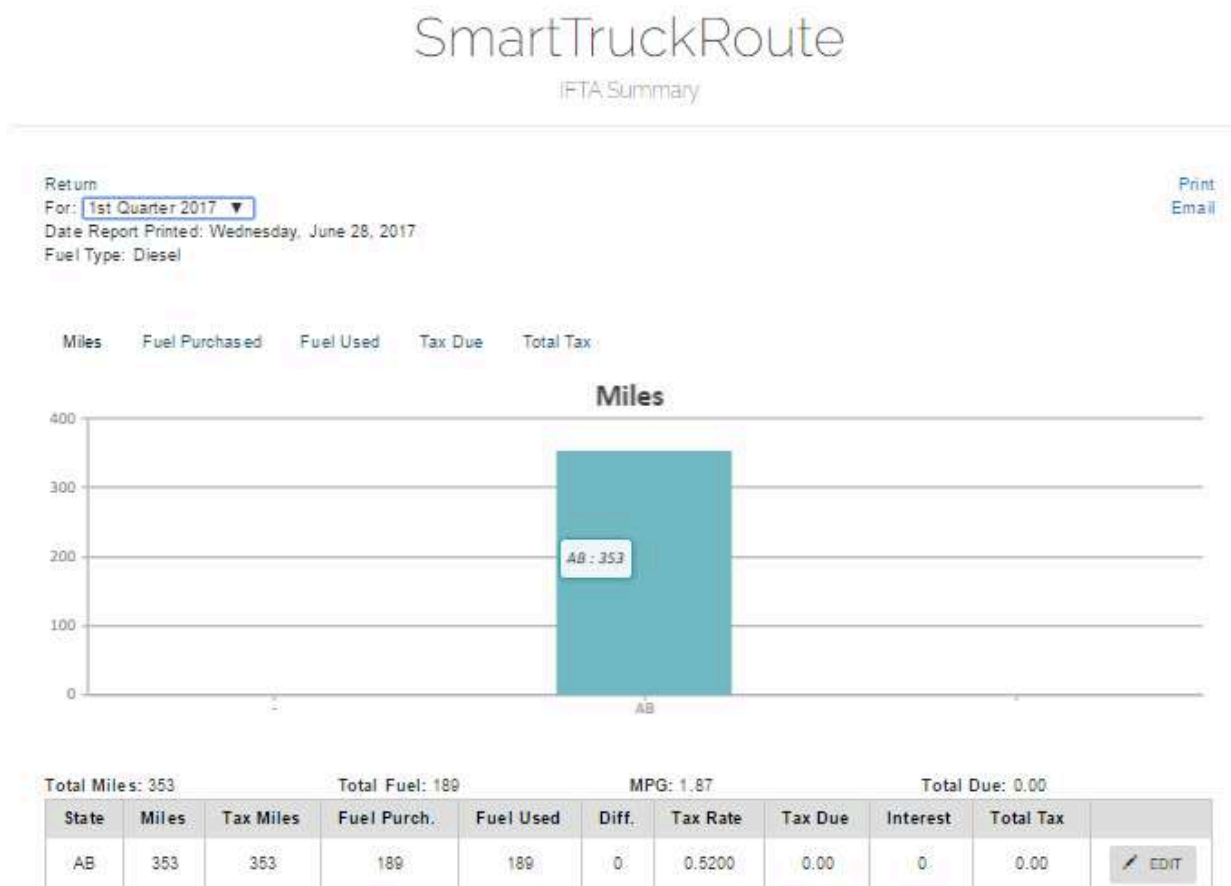 SmartTruckRoute
IFTA Summary
Return
Print
For: 1st Quarter 2017 ▼
Email
Date Report Printed: Wednesday, June 28, 2017
Fuel Type: Diesel
Miles Fuel Purchased Fuel Used Tax Due Total Tax
Miles
400
300
200
AB : 353
100
0
- AB -
Total Miles: 353 Total Fuel: 189 MPG: 1.87 Total Due: 0.00
State Miles Tax Miles Fuel Purch. Fuel Used Diff. Tax Rate Tax Due Interest Total Tax
AB 353 353 189 189 0 0.5200 0.00 0 0.00 EDIT